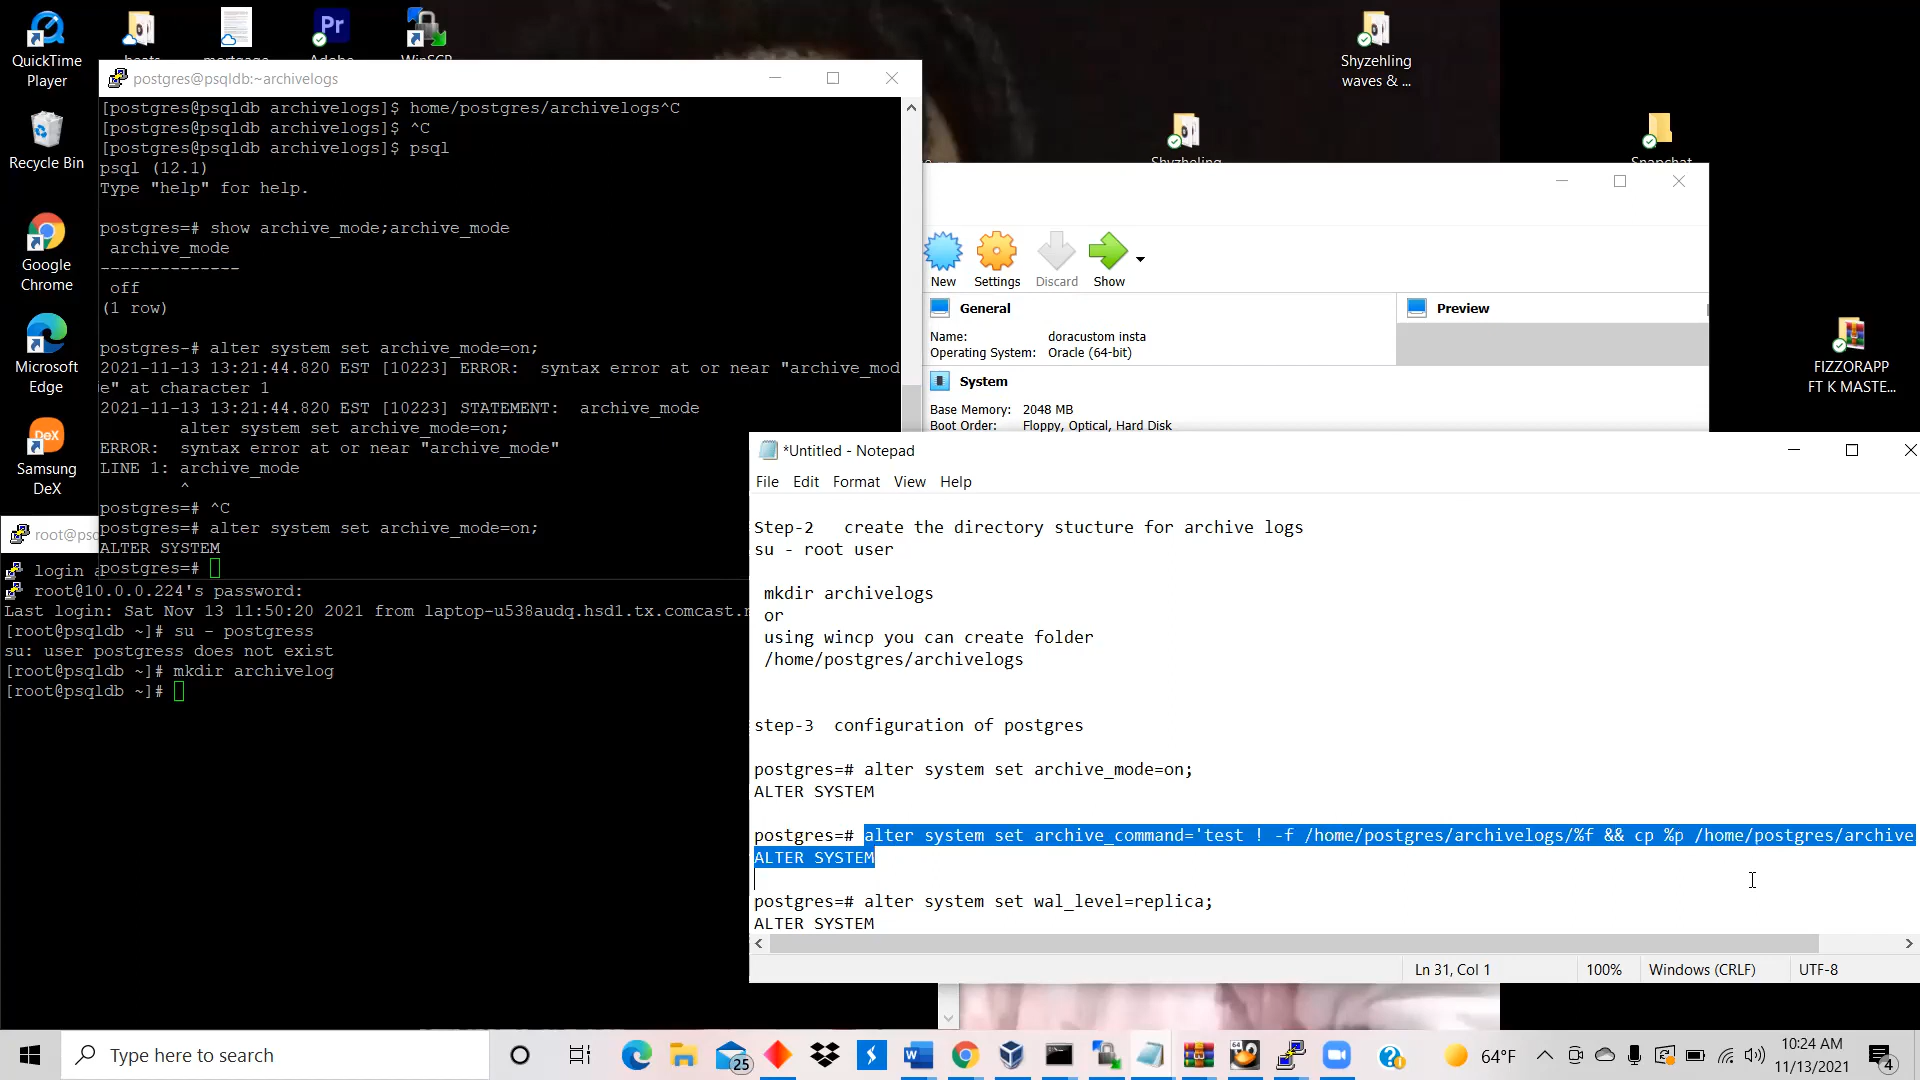 QuickTime
Player
Recycle Bin
Google
Chrome
Microsoft
Edge
Samsung
DeX
Pr
Shyzehling
waves & ...
FIZZORAPP
FT K MASTE...
postgres@psqldb:~archivelogs
[postgres@psqldb archivelogs]$ home/postgres/archivelogs^C
[postgres@psqldb archivelogs]$ ^C
[postgres@psqldb archivelogs]$ psql
psql (12.1)
Type "help" for help.
postgres=# show archive_mode;archive_mode
archive_mode
--------------
off
(1 row)
postgres-# alter system set archive_mode=on;
2021-11-13 13:21:44.820 EST [10223] ERROR:  syntax error at or near "archive_mod
e" at character 1
2021-11-13 13:21:44.820 EST [10223] STATEMENT:  archive_mode
alter system set archive_mode=on;
ERROR:  syntax error at or near "archive_mode"
LINE 1: archive_mode
^
postgres=# ^C
postgres=# alter system set archive_mode=on;
ALTER SYSTEM
postgres=#
root@psq
login a
root@10.0.0.224's password:
Last login: Sat Nov 13 11:50:20 2021 from laptop-u538audq.hsd1.tx.comcast.n
[root@psqldb ~]# su - postgress
su: user postgress does not exist
[root@psqldb ~]# mkdir archivelog
[root@psqldb ~]#
New Settings Discard Show
General
Name: doracustom insta
Operating System: Oracle (64-bit)
System
Base Memory: 2048 MB
Boot Order: Floppy, Optical, Hard Disk
Preview
*Untitled - Notepad
File Edit Format View Help
Step-2   create the directory stucture for archive logs
su - root user
mkdir archivelogs
or
using wincp you can create folder
/home/postgres/archivelogs
step-3  configuration of postgres
postgres=# alter system set archive_mode=on;
ALTER SYSTEM
postgres=# alter system set archive_command='test ! -f /home/postgres/archivelogs/%f && cp %p /home/postgres/archive
ALTER SYSTEM
postgres=# alter system set wal_level=replica;
ALTER SYSTEM
Ln 31, Col 1 100% Windows (CRLF) UTF-8
Type here to search
25
64
64°F
10:24 AM
11/13/2021
4